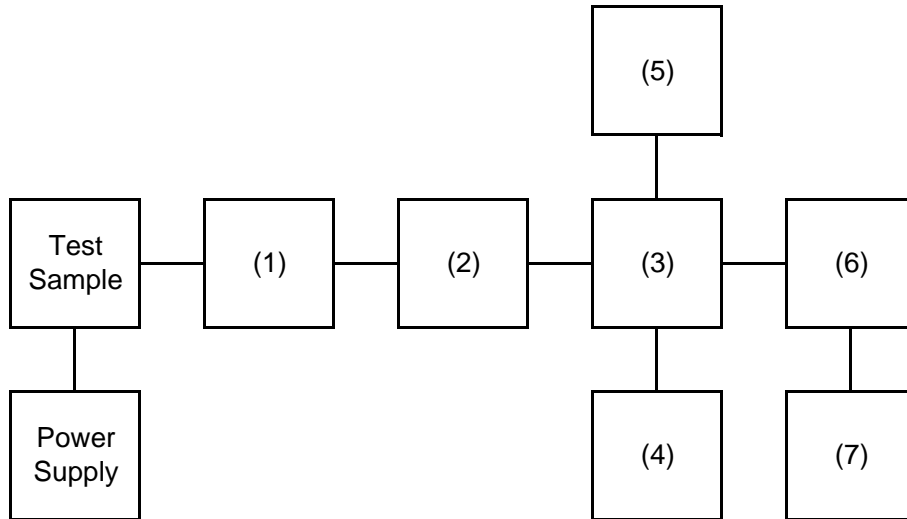 (5)
Test
Sample
(1)
(2)
(3)
(6)
Power
Supply
(4)
(7)